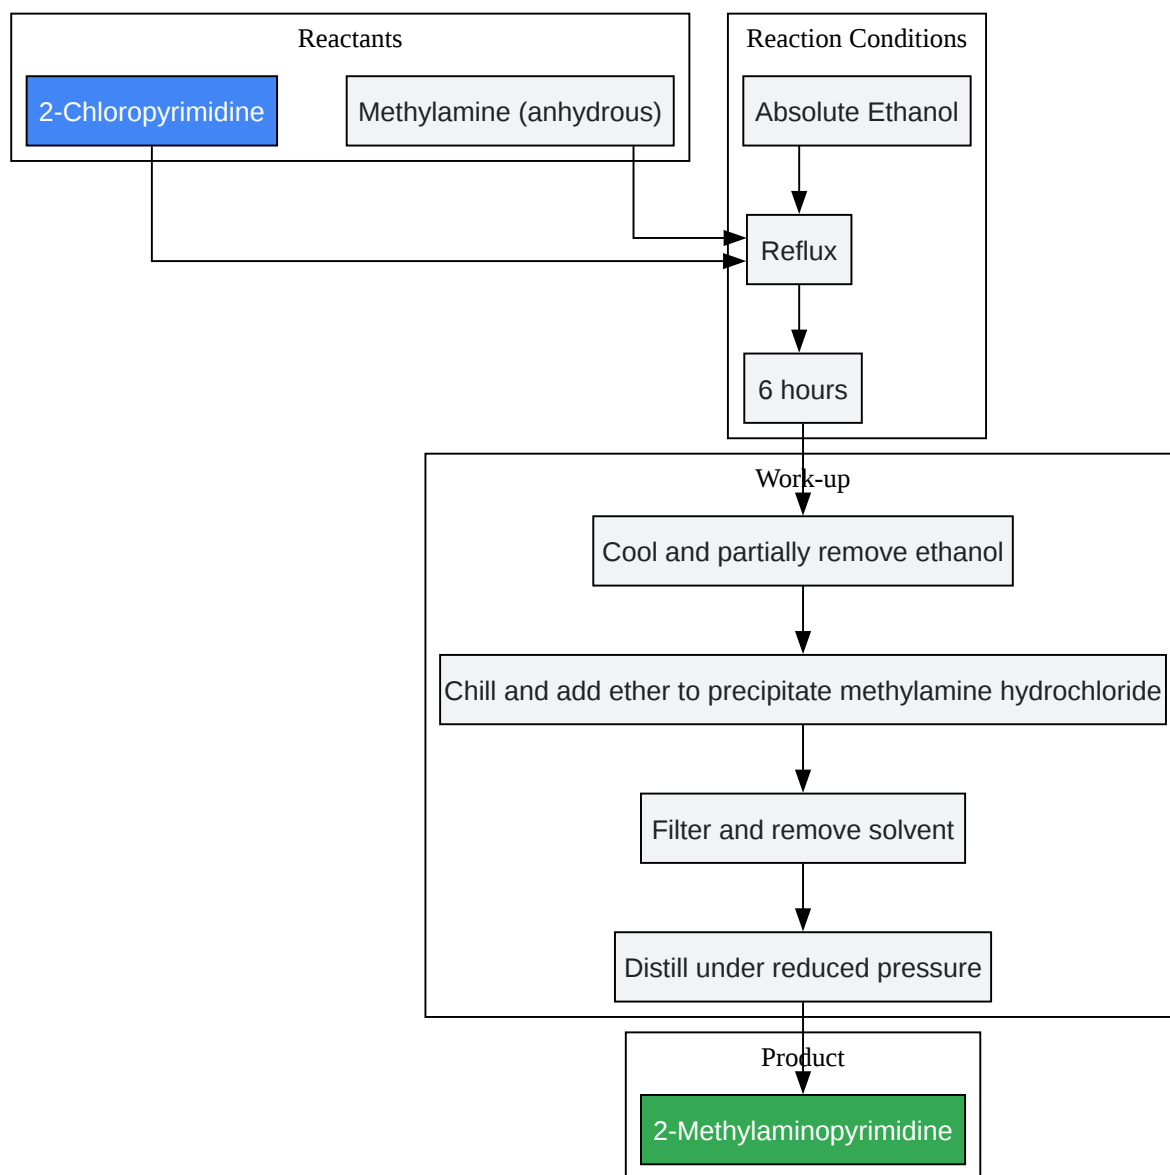 Reactants
Reaction Conditions
2-Chloropyrimidine
Methylamine (anhydrous)
Absolute Ethanol
Reflux
6 hours
Work-up
Cool and partially remove ethanol
Chill and add ether to precipitate methylamine hydrochloride
Filter and remove solvent
Distill under reduced pressure
Product
2-Methylaminopyrimidine